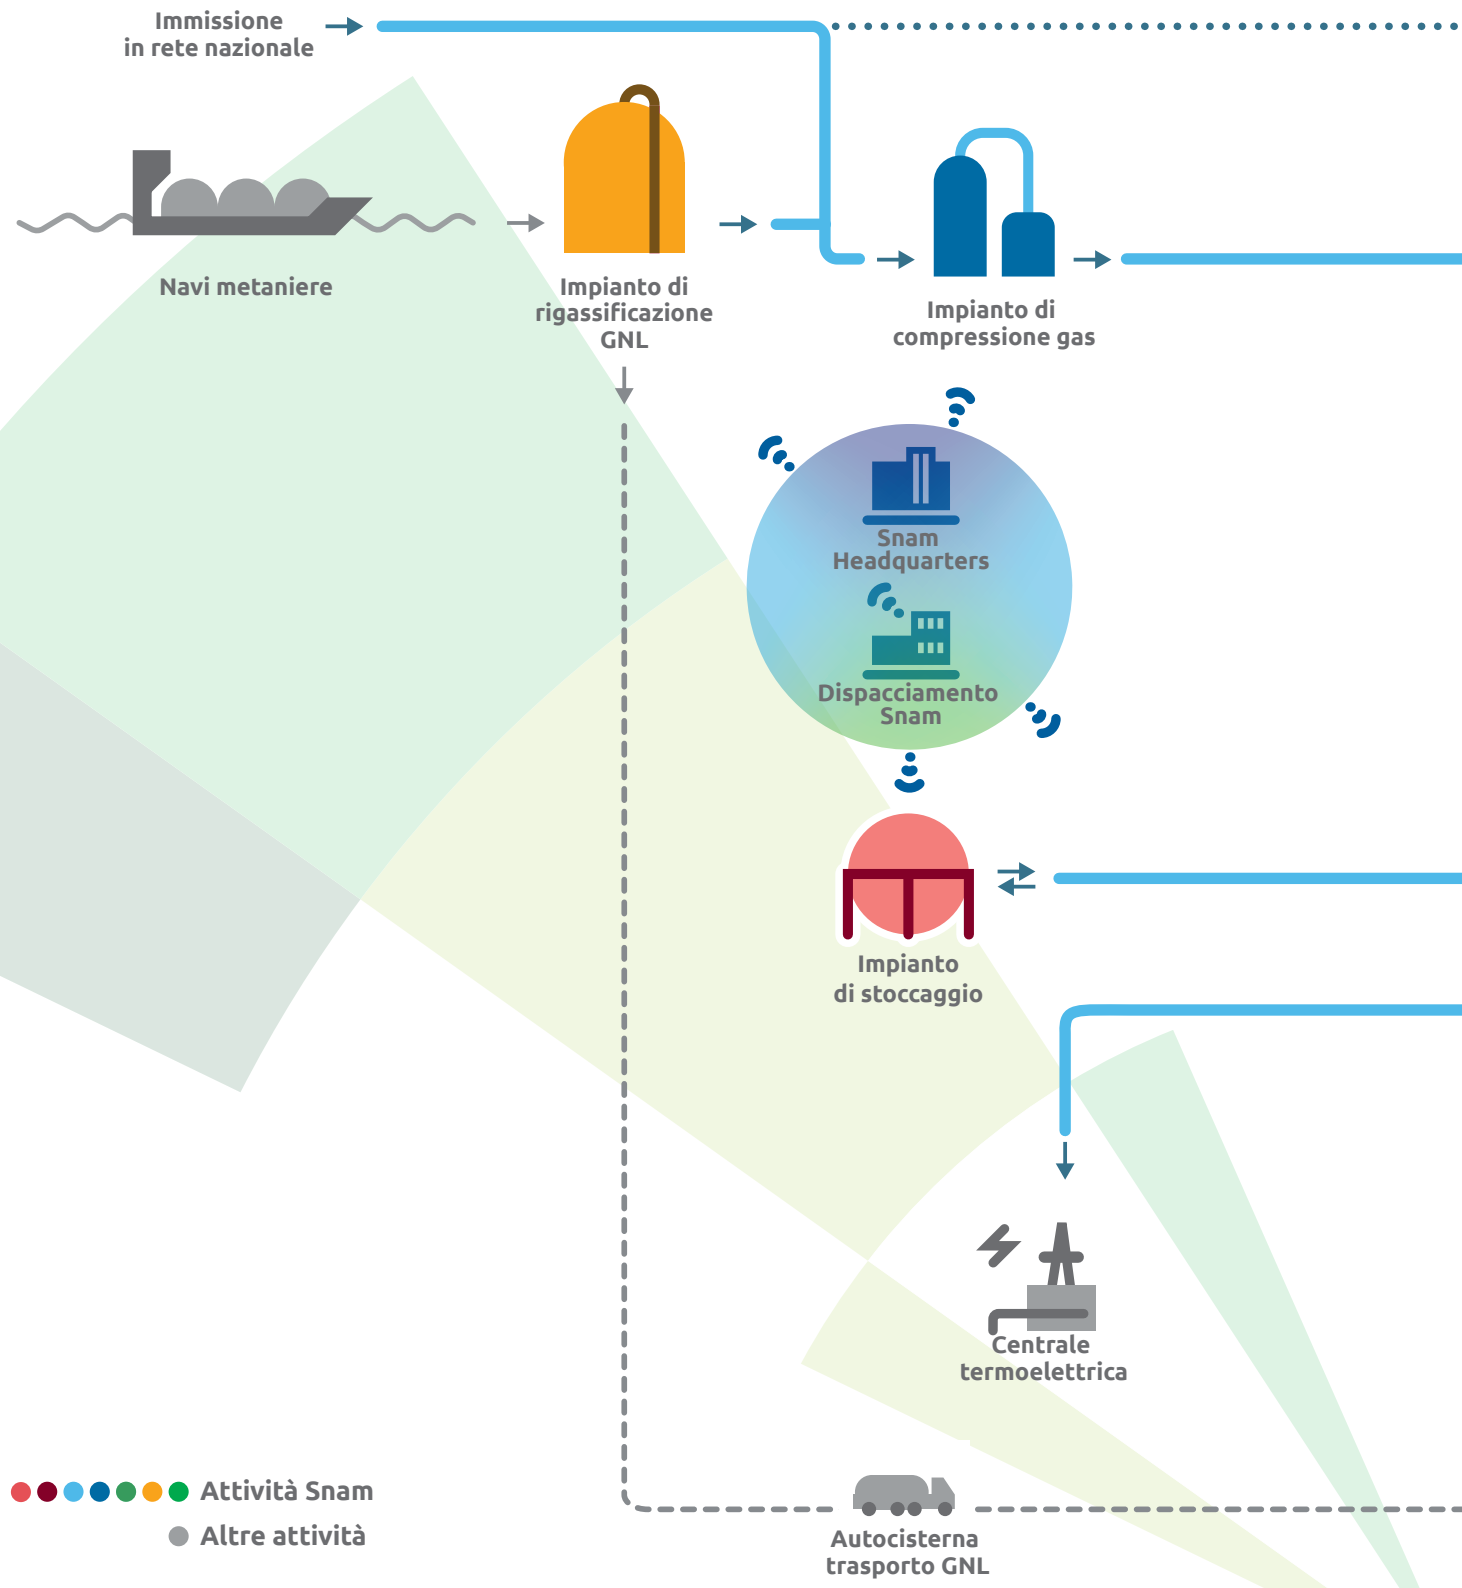 Immissione
in rete nazionale
Navi metaniere
Impianto di
rigassificazione
GNL
Impianto di
compressione gas
Snam
Headquarters
Dispacciamento
Snam
Impianto
di stoccaggio
Centrale
termoelettrica
Attività Snam
Altre attività
Autocisterna
trasporto GNL